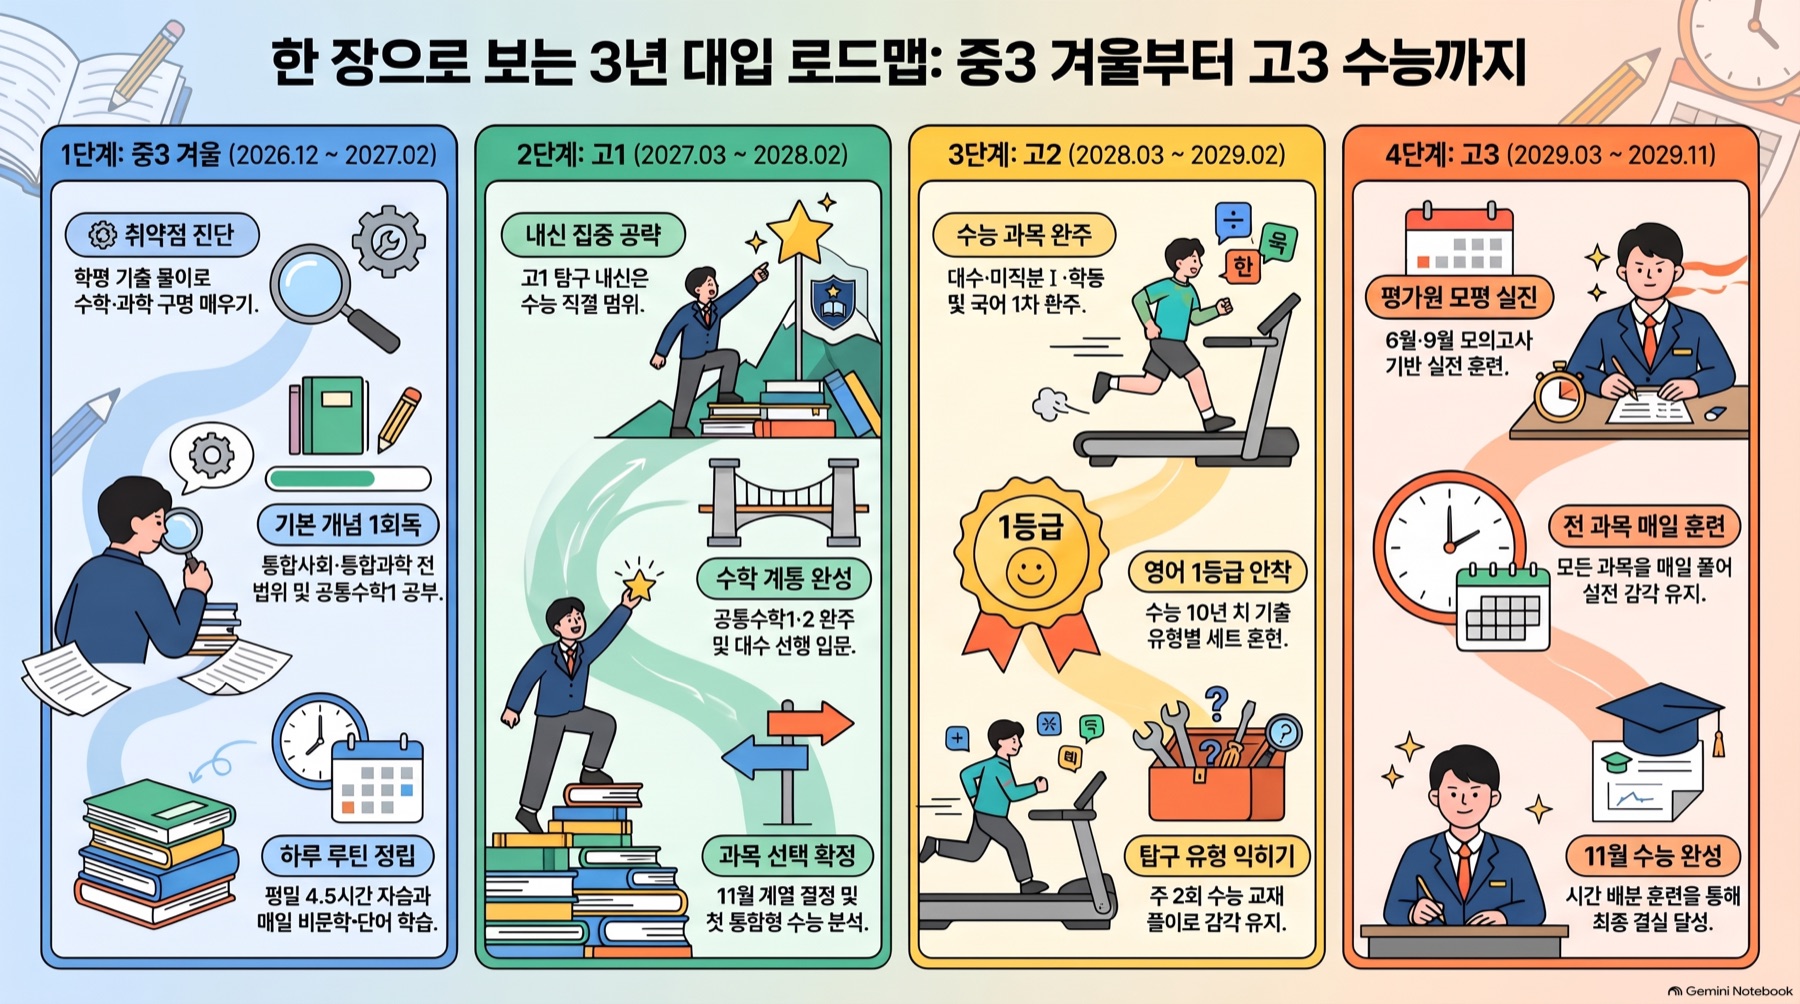 한 장으로 보는 3년 대입 로드맵: 중3 겨울부터 고3 수능까지
1단계: 중3 겨울 (2026.12 ~ 2027.02)
취약점 진단
학평 기출 물이로
수학·과학 구명 매우기.
기본 개념 1회독
통합사회·통합과학 전
범위 및 공통수학1 공부.
하루 루틴 정립
평밀 4.5시간 자습과
매일 비문학·단어 학습.
2단계: 고1 (2027.03 ~ 2028.02)
내신 집중 공략
고1 탐구 내신은
수능 직결 멈위.
수학 계통 완성
공통수학1·2 완주
및 대수 선행 입문.
과목 선택 확정
11월 계열 결정 및
첫 통합형 수능 분석.
3단계: 고2 (2028.03 ~ 2029.02)
수능 과목 완주
÷
욱
한
대수·미직분Ⅰ·학동
및 국어 1차 환주.
1등급
영어 1등급 안착
수능 10년 치 기출
유형별 세트 혼헌.
?
?
?
+
탐구 유형 익히기
주 2회 수능 교재
플이로 감각 유지.
4단계: 고3 (2029.03 ~ 2029.11)
평가원 모평 실진
6월·9월 모의고사
기반 실전 훈련.
전 과목 매일 훈련
모든 과목을 매일 풀어
설전 감각 유지.
11월 수능 완성
시간 배분 훈련을 통해
최종 결실 달성.
Gemini Notebook